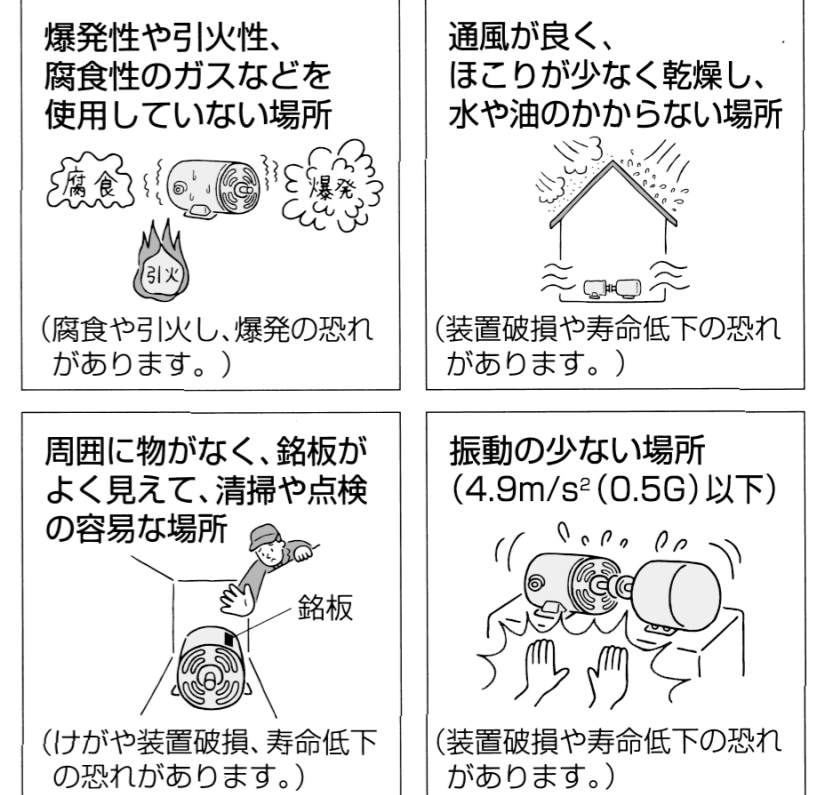 爆発性や引火性、
腐食性のガスなどを
使用していない場所
腐食
爆発
引火
（腐食や引火し、爆発の恐れ
があります。）
通風が良く、
ほこりが少なく乾燥し、
水や油のかからない場所
（装置破損や寿命低下の恐れ
があります。）
周囲に物がなく、銘板が
よく見えて、清掃や点検
の容易な場所
銘板
（けがや装置破損、寿命低下
の恐れがあります。）
振動の少ない場所
（4.9m/s²（0.5G）以下）
（装置破損や寿命低下の恐れ
があります。）